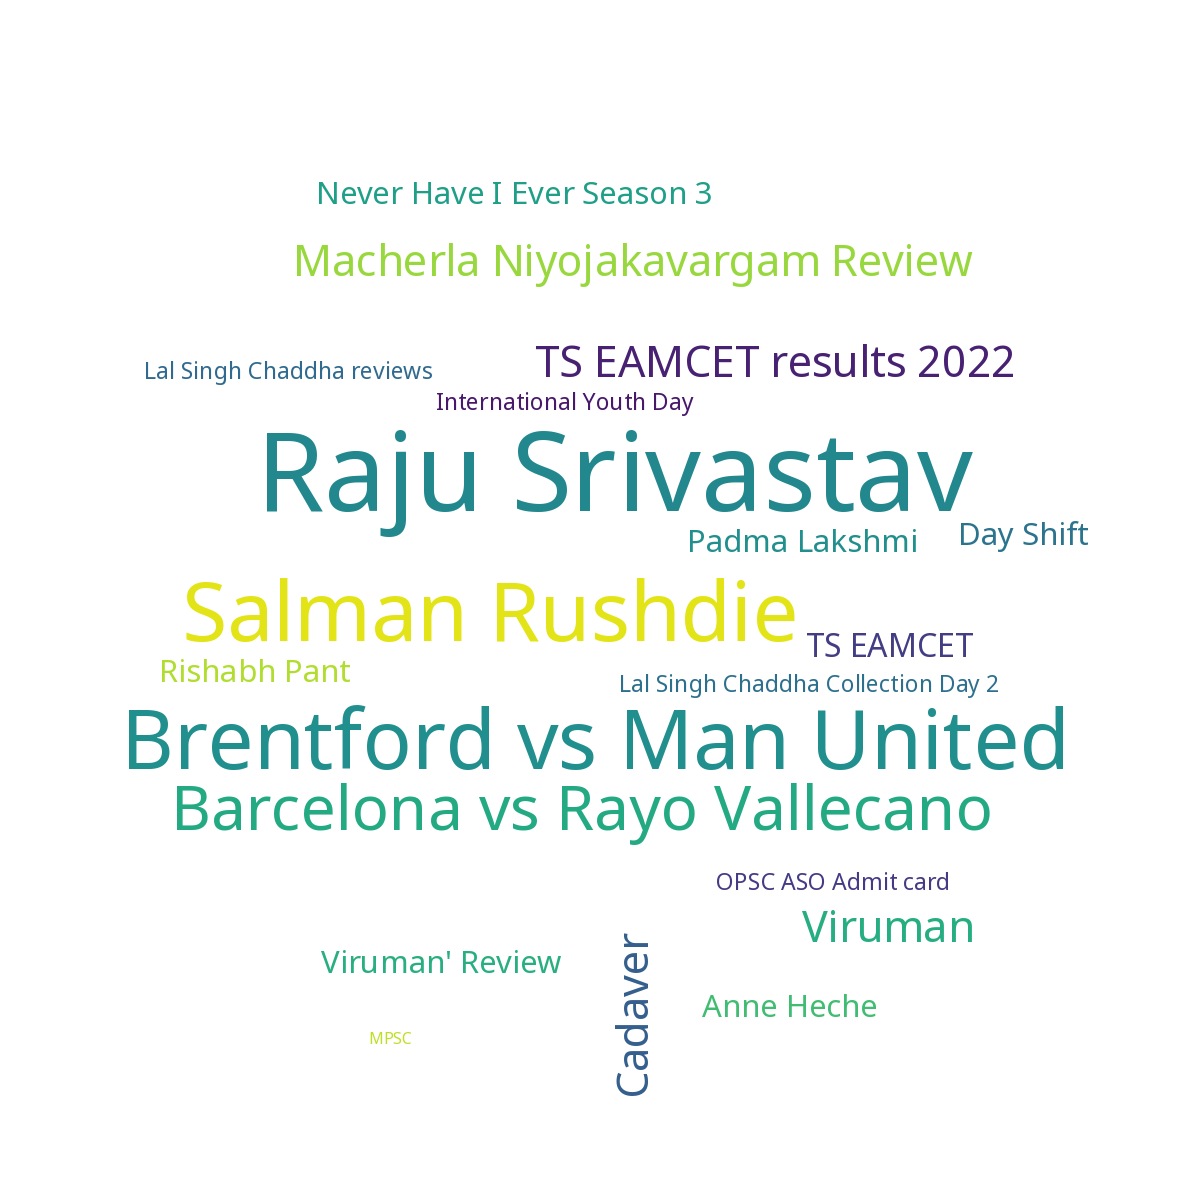 Never Have I Ever Season 3
Macherla Niyojakavargam Review
TS EAMCET results 2022
Lal Singh Chaddha reviews
International Youth Day
Raju Srivastav
Padma Lakshmi
Day Shift
Salman Rushdie
TS EAMCET
Rishabh Pant
Lal Singh Chaddha Collection Day 2
Brentford vs Man United
Barcelona vs Rayo Vallecano
OPSC ASO Admit card
Viruman
Viruman' Review
Cadaver
Anne Heche
MPSC